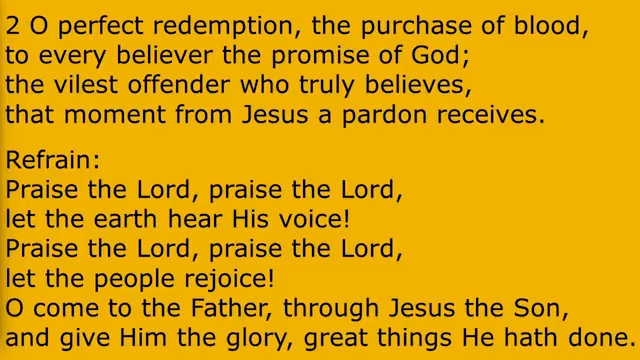 2 O perfect redemption, the purchase of blood,
to every believer the promise of God;
the vilest offender who truly believes,
that moment from Jesus a pardon receives.
Refrain:
Praise the Lord, praise the Lord,
let the earth hear His voice!
Praise the Lord, praise the Lord,
let the people rejoice!
O come to the Father, through Jesus the Son,
and give Him the glory, great things He hath done.